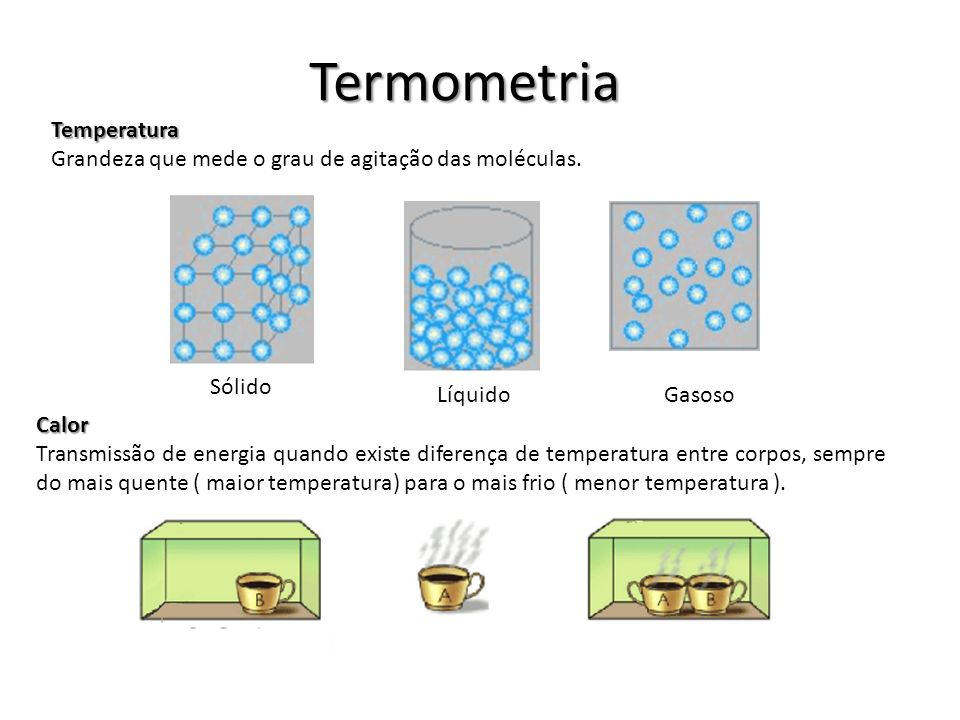 Termometria
Temperatura
Grandeza que mede o grau de agitação das moléculas.
Sólido
Líquido
Gasoso
Calor
Transmissão de energia quando existe diferença de temperatura entre corpos, sempre
do mais quente ( maior temperatura) para o mais frio ( menor temperatura ).
B
A
A
B